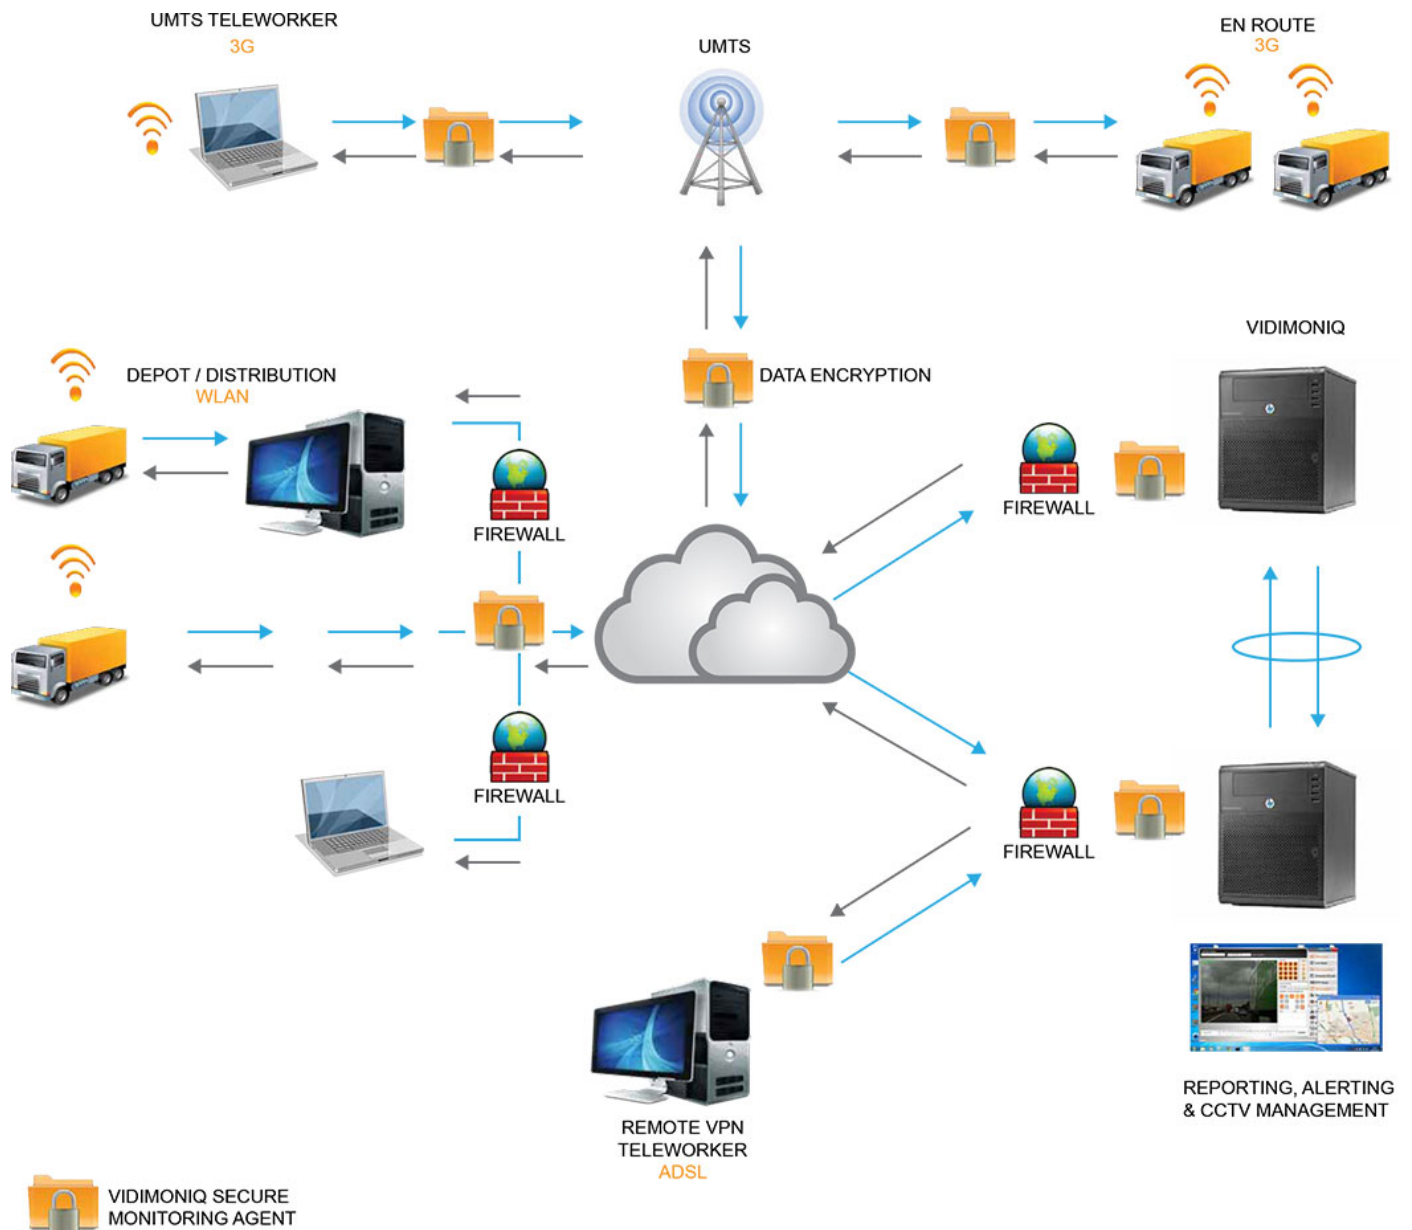 UMTS TELEWORKER
3G
UMTS
EN ROUTE
3G
VIDIMONIQ
DEPOT / DISTRIBUTION
WLAN
DATA ENCRYPTION
FIREWALL
FIREWALL
FIREWALL
FIREWALL
REPORTING, ALERTING
& CCTV MANAGEMENT
REMOTE VPN
TELEWORKER
ADSL
VIDIMONIQ SECURE
MONITORING AGENT